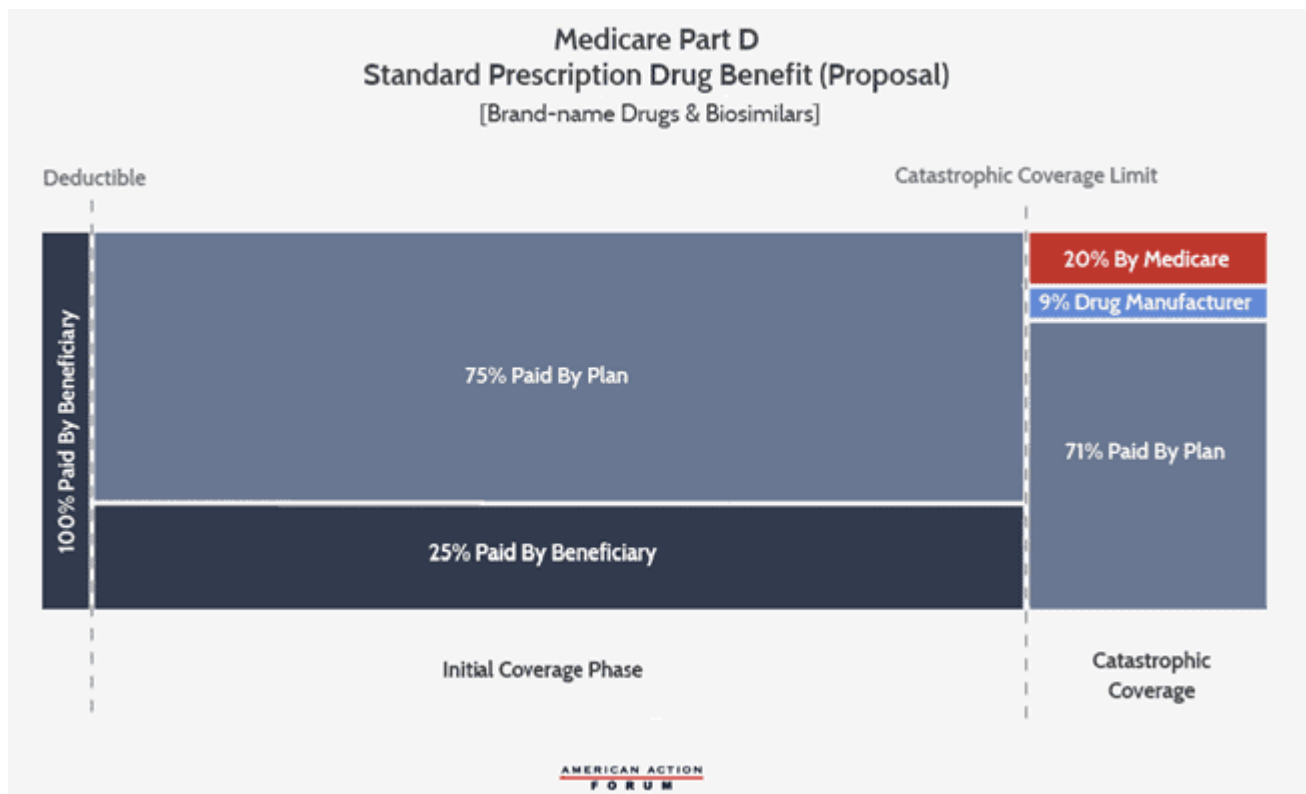 Medicare Part D
Standard Prescription Drug Benefit (Proposal)
[Brand-name Drugs & Biosimilars]
Deductible
Catastrophic Coverage Limit
100% Paid By Beneficiary
75% Paid By Plan
25% Paid By Beneficiary
20% By Medicare
9% Drug Manufacturer
71% Paid By Plan
Initial Coverage Phase
Catastrophic
Coverage
AMERICAN ACTION
FORUM